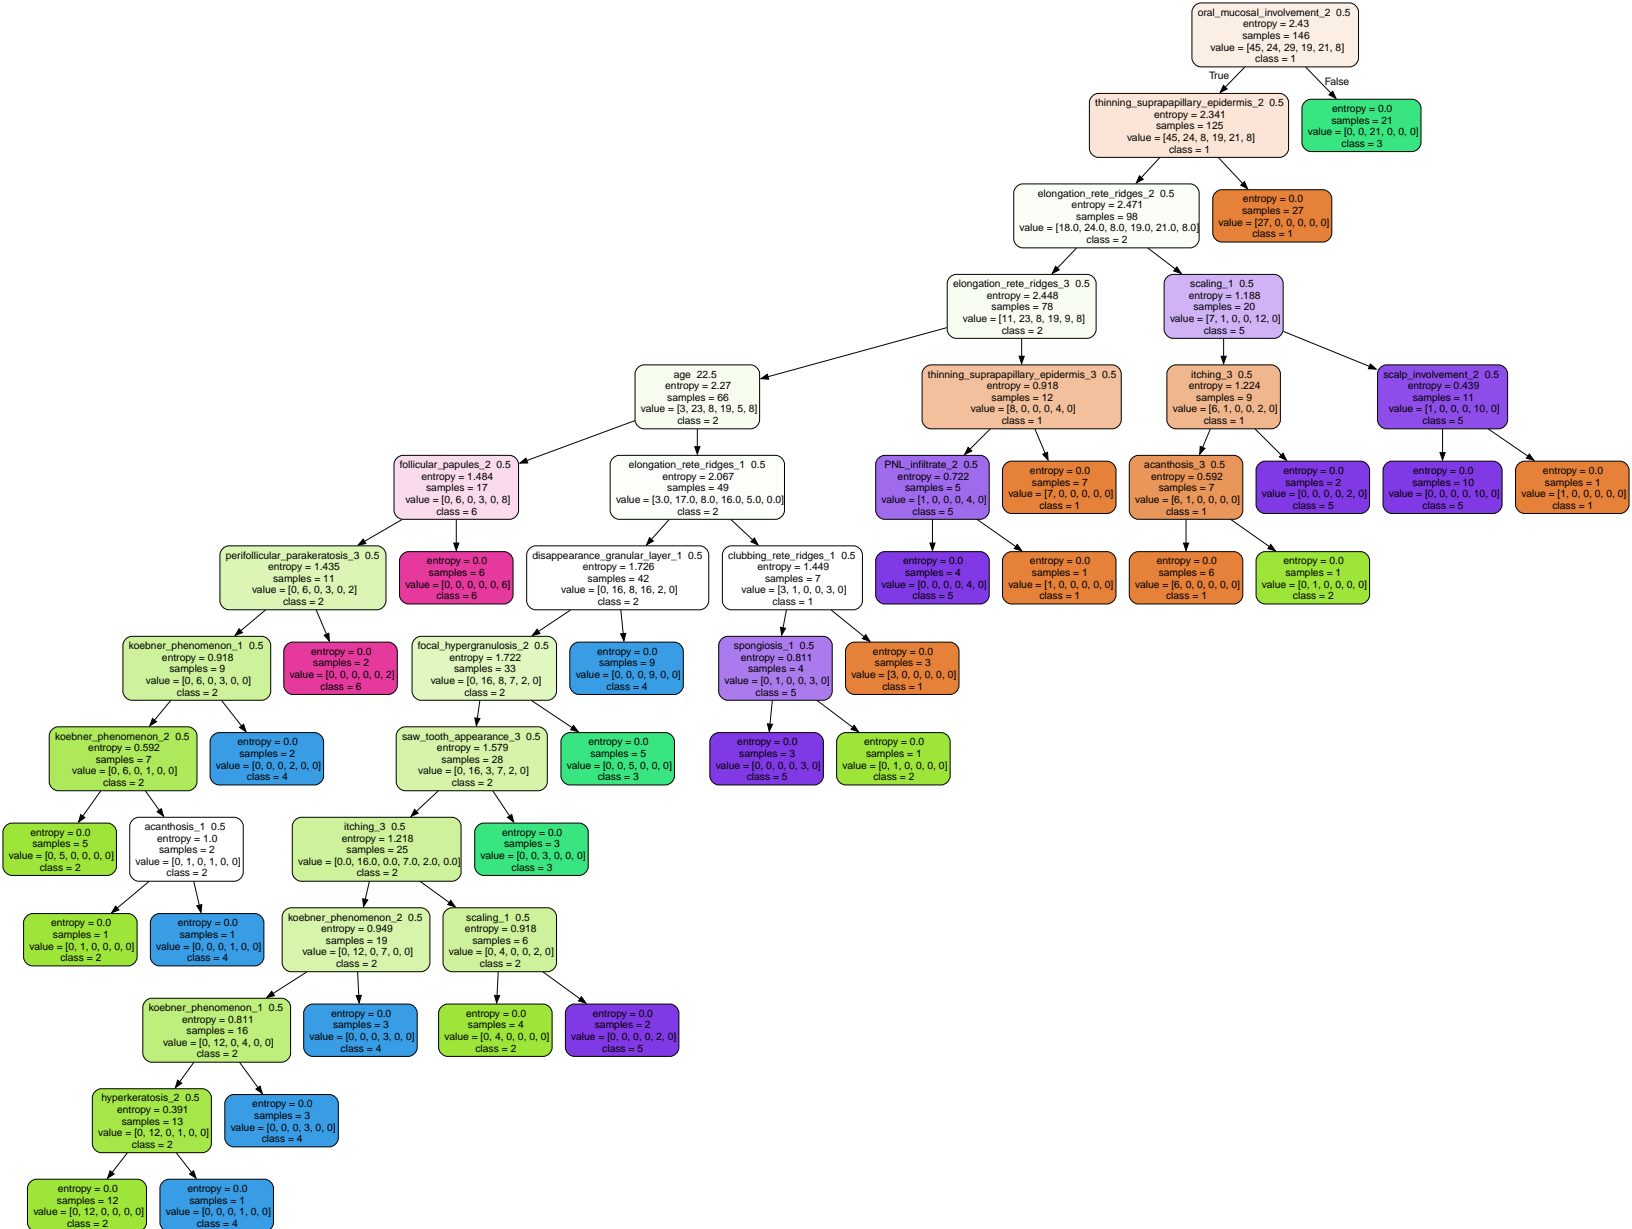 oral_mucosal_involvement_2  0.5
entropy = 2.43
samples = 146
value = [45, 24, 29, 19, 21, 8]
class = 1
True
False
thinning_suprapapillary_epidermis_2  0.5
entropy = 2.341
samples = 125
value = [45, 24, 8, 19, 21, 8]
class = 1
entropy = 0.0
samples = 21
value = [0, 0, 21, 0, 0, 0]
class = 3
elongation_rete_ridges_2  0.5
entropy = 2.471
samples = 98
value = [18.0, 24.0, 8.0, 19.0, 21.0, 8.0]
class = 2
entropy = 0.0
samples = 27
value = [27, 0, 0, 0, 0, 0]
class = 1
elongation_rete_ridges_3  0.5
entropy = 2.448
samples = 78
value = [11, 23, 8, 19, 9, 8]
class = 2
scaling_1  0.5
entropy = 1.188
samples = 20
value = [7, 1, 0, 0, 12, 0]
class = 5
age  22.5
entropy = 2.27
samples = 66
value = [3, 23, 8, 19, 5, 8]
class = 2
thinning_suprapapillary_epidermis_3  0.5
entropy = 0.918
samples = 12
value = [8, 0, 0, 0, 4, 0]
class = 1
itching_3  0.5
entropy = 1.224
samples = 9
value = [6, 1, 0, 0, 2, 0]
class = 1
scalp_involvement_2  0.5
entropy = 0.439
samples = 11
value = [1, 0, 0, 0, 10, 0]
class = 5
follicular_papules_2  0.5
entropy = 1.484
samples = 17
value = [0, 6, 0, 3, 0, 8]
class = 6
elongation_rete_ridges_1  0.5
entropy = 2.067
samples = 49
value = [3.0, 17.0, 8.0, 16.0, 5.0, 0.0]
class = 2
PNL_infiltrate_2  0.5
entropy = 0.722
samples = 5
value = [1, 0, 0, 0, 4, 0]
class = 5
entropy = 0.0
samples = 7
value = [7, 0, 0, 0, 0, 0]
class = 1
acanthosis_3  0.5
entropy = 0.592
samples = 7
value = [6, 1, 0, 0, 0, 0]
class = 1
entropy = 0.0
samples = 2
value = [0, 0, 0, 0, 2, 0]
class = 5
entropy = 0.0
samples = 10
value = [0, 0, 0, 0, 10, 0]
class = 5
entropy = 0.0
samples = 1
value = [1, 0, 0, 0, 0, 0]
class = 1
perifollicular_parakeratosis_3  0.5
entropy = 1.435
samples = 11
value = [0, 6, 0, 3, 0, 2]
class = 2
entropy = 0.0
samples = 6
value = [0, 0, 0, 0, 0, 6]
class = 6
disappearance_granular_layer_1  0.5
entropy = 1.726
samples = 42
value = [0, 16, 8, 16, 2, 0]
class = 2
clubbing_rete_ridges_1  0.5
entropy = 1.449
samples = 7
value = [3, 1, 0, 0, 3, 0]
class = 1
entropy = 0.0
samples = 4
value = [0, 0, 0, 0, 4, 0]
class = 5
entropy = 0.0
samples = 1
value = [1, 0, 0, 0, 0, 0]
class = 1
entropy = 0.0
samples = 6
value = [6, 0, 0, 0, 0, 0]
class = 1
entropy = 0.0
samples = 1
value = [0, 1, 0, 0, 0, 0]
class = 2
koebner_phenomenon_1  0.5
entropy = 0.918
samples = 9
value = [0, 6, 0, 3, 0, 0]
class = 2
entropy = 0.0
samples = 2
value = [0, 0, 0, 0, 0, 2]
class = 6
focal_hypergranulosis_2  0.5
entropy = 1.722
samples = 33
value = [0, 16, 8, 7, 2, 0]
class = 2
entropy = 0.0
samples = 9
value = [0, 0, 0, 9, 0, 0]
class = 4
spongiosis_1  0.5
entropy = 0.811
samples = 4
value = [0, 1, 0, 0, 3, 0]
class = 5
entropy = 0.0
samples = 3
value = [3, 0, 0, 0, 0, 0]
class = 1
koebner_phenomenon_2  0.5
entropy = 0.592
samples = 7
value = [0, 6, 0, 1, 0, 0]
class = 2
entropy = 0.0
samples = 2
value = [0, 0, 0, 2, 0, 0]
class = 4
saw_tooth_appearance_3  0.5
entropy = 1.579
samples = 28
value = [0, 16, 3, 7, 2, 0]
class = 2
entropy = 0.0
samples = 5
value = [0, 0, 5, 0, 0, 0]
class = 3
entropy = 0.0
samples = 3
value = [0, 0, 0, 0, 3, 0]
class = 5
entropy = 0.0
samples = 1
value = [0, 1, 0, 0, 0, 0]
class = 2
entropy = 0.0
samples = 5
value = [0, 5, 0, 0, 0, 0]
class = 2
acanthosis_1  0.5
entropy = 1.0
samples = 2
value = [0, 1, 0, 1, 0, 0]
class = 2
itching_3  0.5
entropy = 1.218
samples = 25
value = [0.0, 16.0, 0.0, 7.0, 2.0, 0.0]
class = 2
entropy = 0.0
samples = 3
value = [0, 0, 3, 0, 0, 0]
class = 3
entropy = 0.0
samples = 1
value = [0, 1, 0, 0, 0, 0]
class = 2
entropy = 0.0
samples = 1
value = [0, 0, 0, 1, 0, 0]
class = 4
koebner_phenomenon_2  0.5
entropy = 0.949
samples = 19
value = [0, 12, 0, 7, 0, 0]
class = 2
scaling_1  0.5
entropy = 0.918
samples = 6
value = [0, 4, 0, 0, 2, 0]
class = 2
koebner_phenomenon_1  0.5
entropy = 0.811
samples = 16
value = [0, 12, 0, 4, 0, 0]
class = 2
entropy = 0.0
samples = 3
value = [0, 0, 0, 3, 0, 0]
class = 4
entropy = 0.0
samples = 4
value = [0, 4, 0, 0, 0, 0]
class = 2
entropy = 0.0
samples = 2
value = [0, 0, 0, 0, 2, 0]
class = 5
hyperkeratosis_2  0.5
entropy = 0.391
samples = 13
value = [0, 12, 0, 1, 0, 0]
class = 2
entropy = 0.0
samples = 3
value = [0, 0, 0, 3, 0, 0]
class = 4
entropy = 0.0
samples = 12
value = [0, 12, 0, 0, 0, 0]
class = 2
entropy = 0.0
samples = 1
value = [0, 0, 0, 1, 0, 0]
class = 4